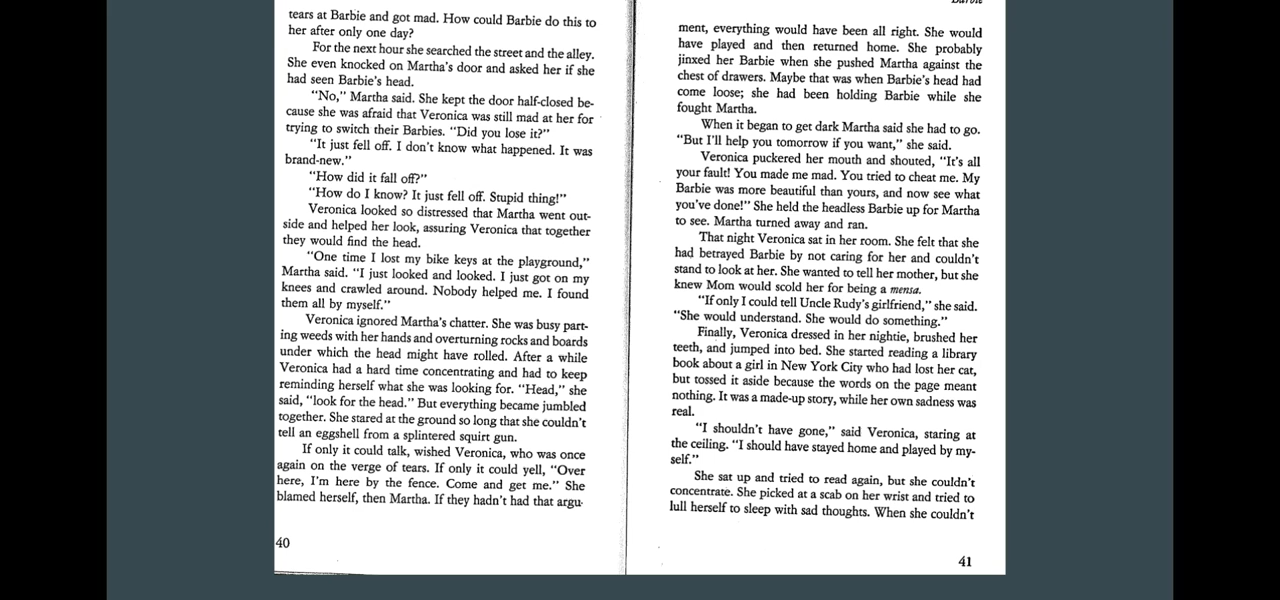 tears at Barbie and got mad. How could Barbie do this to
her after only one day?
For the next hour she searched the street and the alley.
She even knocked on Martha's door and asked her if she
had seen Barbie's head.
"No," Martha said. She kept the door half-closed be-
cause she was afraid that Veronica was still mad at her for
trying to switch their Barbies. "Did you lose it?"
"It just fell off. I don't know what happened. It was
brand-new."
"How did it fall off?"
"How do I know? It just fell off. Stupid thing!"
Veronica looked so distressed that Martha went out-
side and helped her look, assuring Veronica that together
they would find the head.
"One time I lost my bike keys at the playground,"
Martha said. "I just looked and looked. I just got on my
knees and crawled around. Nobody helped me. I found
them all by myself."
Veronica ignored Martha's chatter. She was busy part-
ing weeds with her hands and overturning rocks and boards
under which the head might have rolled. After a while
Veronica had a hard time concentrating and had to keep
reminding herself what she was looking for. "Head," she
said, "look for the head." But everything became jumbled
together. She stared at the ground so long that she couldn't
tell an eggshell from a splintered squirt gun.
If only it could talk, wished Veronica, who was once
again on the verge of tears. If only it could yell, "Over
here, I'm here by the fence. Come and get me." She
blamed herself, then Martha. If they hadn't had that argu-
40
Barbie
ment, everything would have been all right. She would
have played and then returned home. She probably
jinxed her Barbie when she pushed Martha against the
chest of drawers. Maybe that was when Barbie's head had
come loose; she had been holding Barbie while she
fought Martha.
When it began to get dark Martha said she had to go.
"But I'll help you tomorrow if you want," she said.
Veronica puckered her mouth and shouted, "It's all
your fault! You made me mad. You tried to cheat me. My
Barbie was more beautiful than yours, and now see what
you've done!" She held the headless Barbie up for Martha
to see. Martha turned away and ran.
That night Veronica sat in her room. She felt that she
had betrayed Barbie by not caring for her and couldn't
stand to look at her. She wanted to tell her mother, but she
knew Mom would scold her for being a mensa.
"If only I could tell Uncle Rudy's girlfriend," she said.
"She would understand. She would do something."
Finally, Veronica dressed in her nightie, brushed her
teeth, and jumped into bed. She started reading a library
book about a girl in New York City who had lost her cat,
but tossed it aside because the words on the page meant
nothing. It was a made-up story, while her own sadness was
real.
"I shouldn't have gone," said Veronica, staring at
the ceiling. "I should have stayed home and played by my-
self."
She sat up and tried to read again, but she couldn't
concentrate. She picked at a scab on her wrist and tried to
lull herself to sleep with sad thoughts. When she couldn't
41